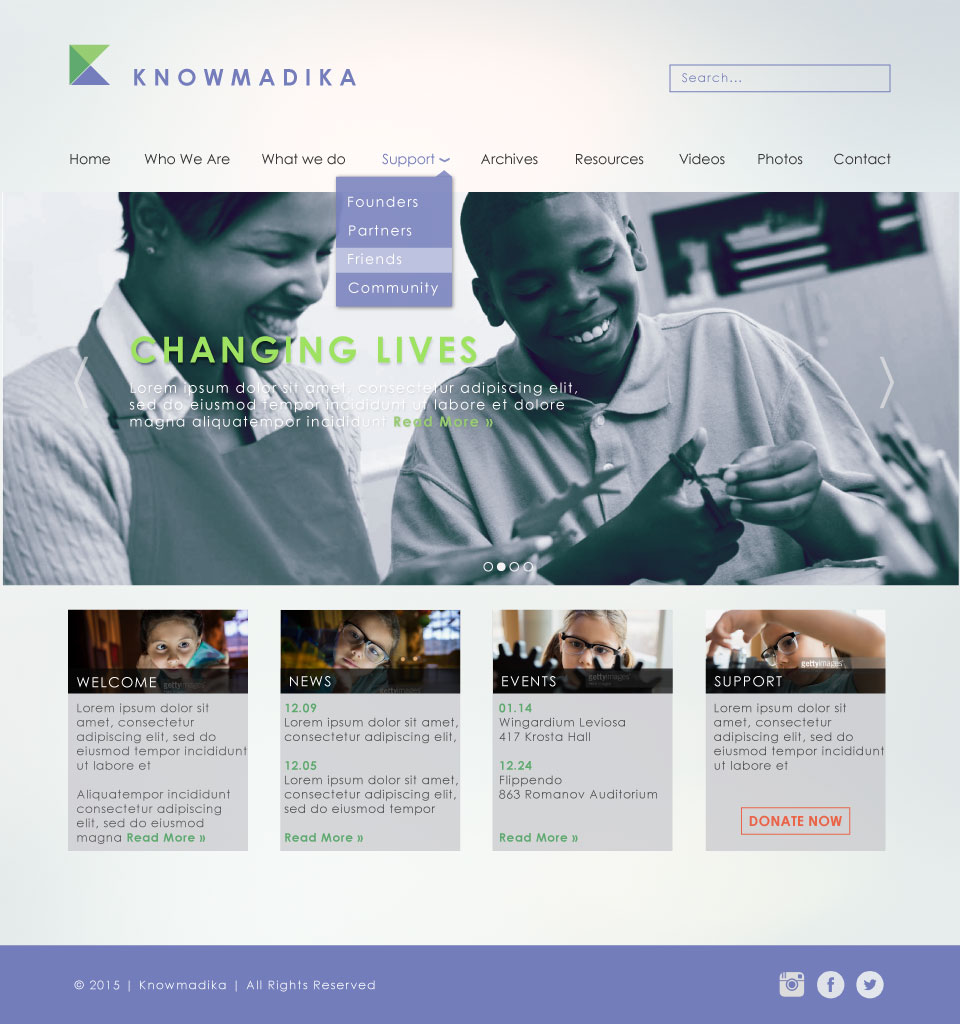 KNOWMADIKA
Search...
Home Who We Are What we do Support Archives Resources Videos Photos Contact
Founders
Partners
Friends
Community
CHANGING LIVES
Lorem ipsum dolor sit amet, consectetur adipiscing elit,
sed do eiusmod tempor incididunt ut labore et dolore
magna aliquatempor incididunt Read More »
WELCOME
gettyimages
Lorem ipsum dolor sit
amet, consectetur
adipiscing elit, sed do
eiusmod tempor incididunt
ut labore et
Aliquatempor incididunt
consectetur adipiscing
elit, sed do eiusmod
magna Read More »
NEWS
gettyimages
12.09
Lorem ipsum dolor sit amet,
consectetur adipiscing elit,
12.05
Lorem ipsum dolor sit amet,
consectetur adipiscing elit,
sed do eiusmod tempor
Read More »
EVENTS
gettyimages
01.14
Wingardium Leviosa
417 Krosta Hall
12.24
Flippendo
863 Romanov Auditorium
Read More »
SUPPORT
gettyimages
Lorem ipsum dolor sit
amet, consectetur
adipiscing elit, sed do
eiusmod tempor incididunt
ut labore et
DONATE NOW
© 2015 | Knowmadika | All Rights Reserved